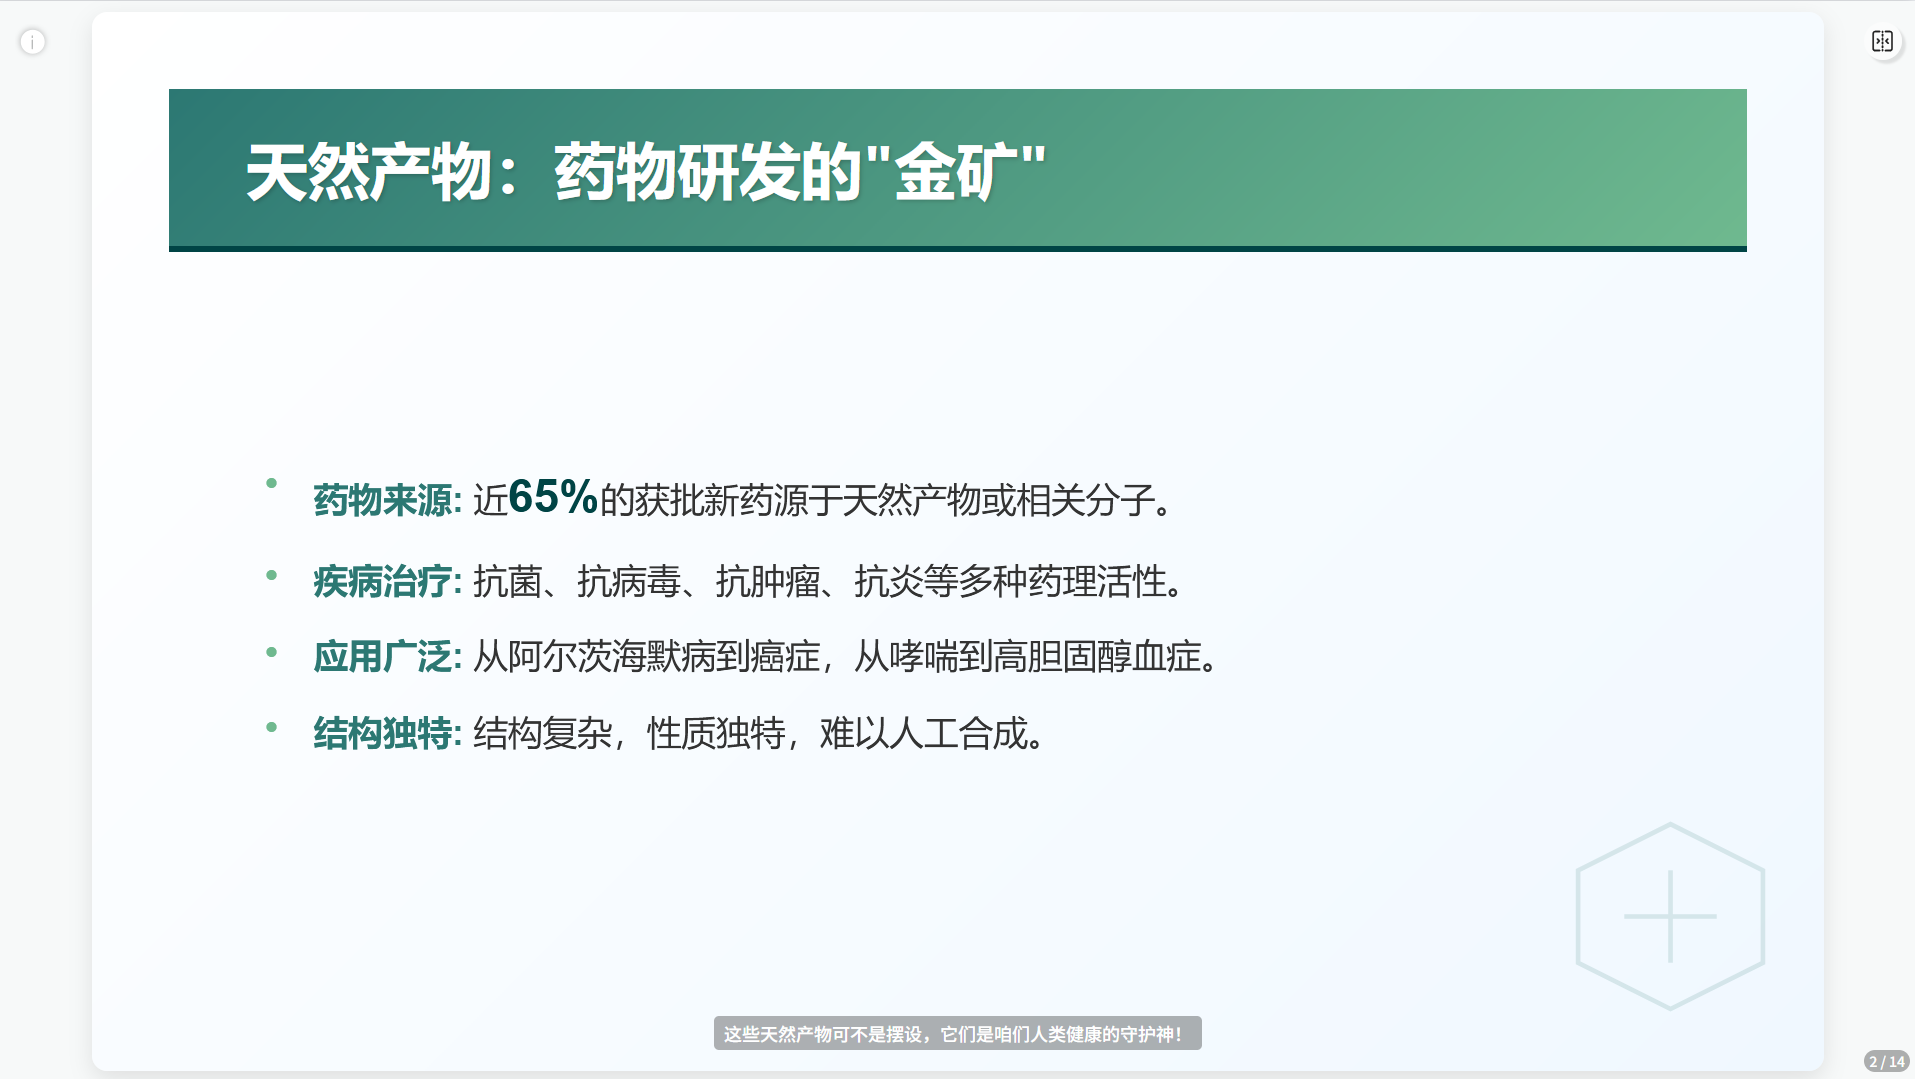 天然产物：药物研发的"金矿"
药物来源: 近65%的获批新药源于天然产物或相关分子。
疾病治疗: 抗菌、抗病毒、抗肿瘤、抗炎等多种药理活性。
应用广泛: 从阿尔茨海默病到癌症，从哮喘到高胆固醇血症。
结构独特: 结构复杂，性质独特，难以人工合成。
这些天然产物可不是摆设，它们是咱们人类健康的守护神！
2 / 14